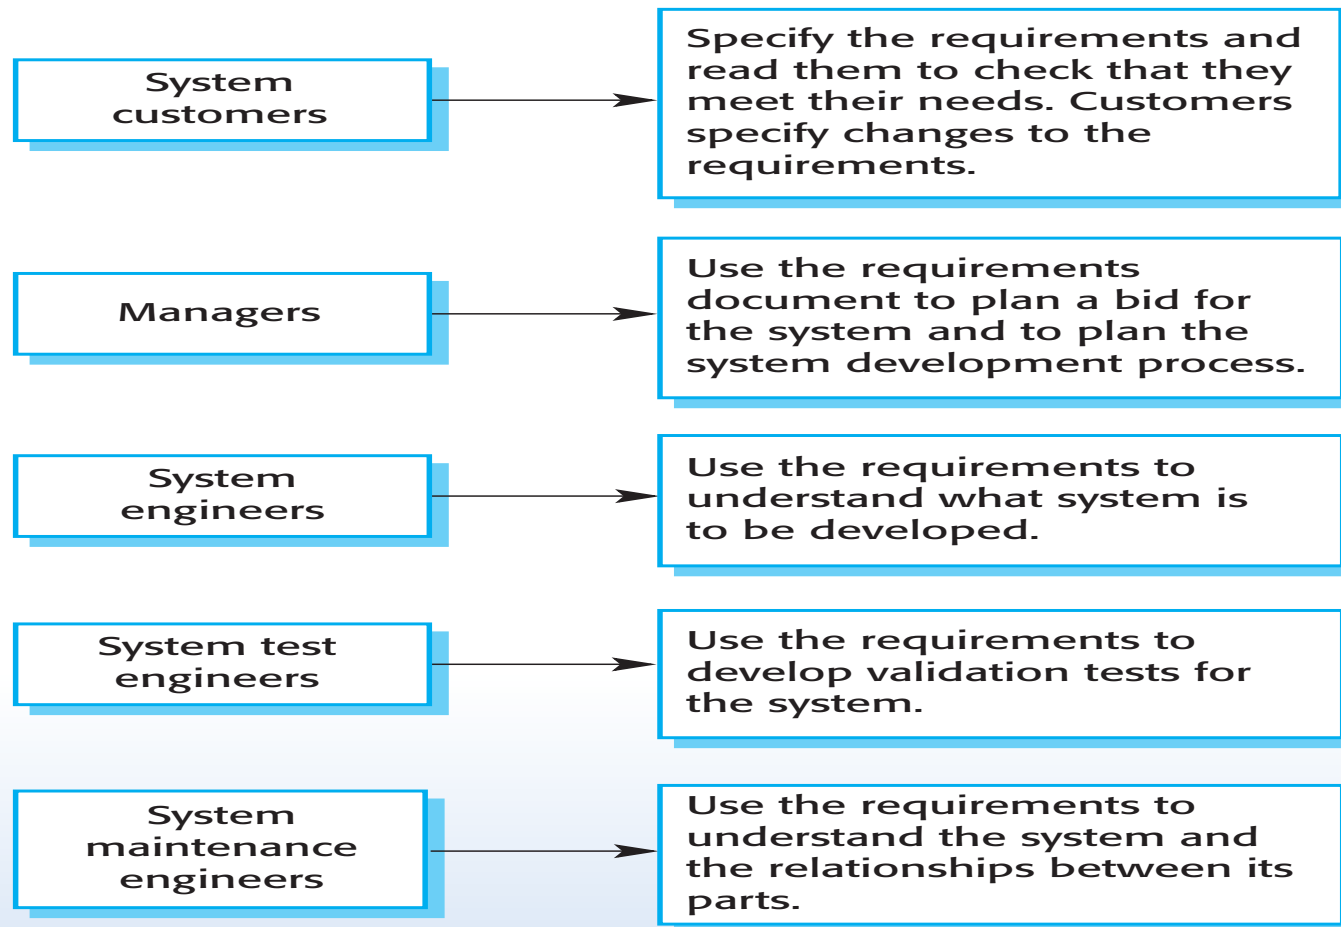 System
customers
Specify the requirements and
read them to check that they
meet their needs. Customers
specify changes to the
requirements.
Managers
Use the requirements
document to plan a bid for
the system and to plan the
system development process.
System
engineers
Use the requirements to
understand what system is
to be developed.
System test
engineers
Use the requirements to
develop validation tests for
the system.
System
maintenance
engineers
Use the requirements to
understand the system and
the relationships between its
parts.